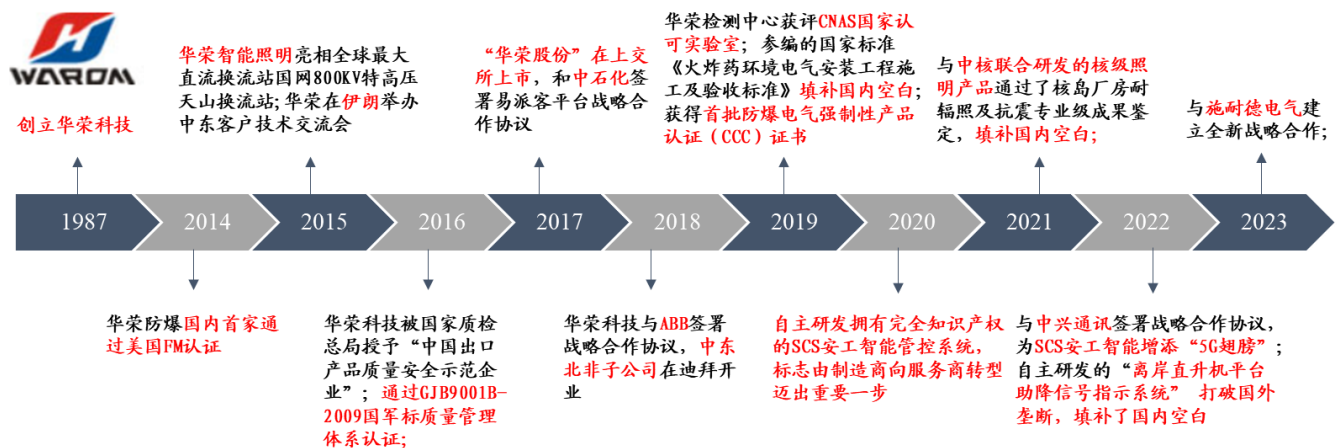 WAROM
创立华荣科技
华荣智能照明亮相全球最大
直流换流站国网800KV特高压
天山换流站;华荣在伊朗举办
中东客户技术交流会
“华荣股份”在上交
所上市，和中石化签
署易派客平台战略合
作协议
华荣检测中心获评CNAS国家认
可实验室；参编的国家标准
《火炸药环境电气安装工程施
工及验收标准》填补国内空白;
获得首批防爆电气强制性产品
认证（CCC）证书
与中核联合研发的核级照
明产品通过了核岛厂房耐
辐照及抗震专业级成果鉴
定，填补国内空白;
与施耐德电气建
立全新战略合作;
1987
2014
2015
2016
2017
2018
2019
2020
2021
2022
2023
华荣防爆国内首家通
过美国FM认证
华荣科技被国家质检
总局授予“中国出口
产品质量安全示范企
业”；通过GJB9001B-
2009国军标质量管理
体系认证;
华荣科技与ABB签署
战略合作协议，中东
北非子公司在迪拜开
业
自主研发拥有完全知识产权
的SCS安工智能管控系统，
标志由制造商向服务商转型
迈出重要一步
与中兴通讯签署战略合作协议，
为SCS安工智能增添“5G翅膀”；
自主研发的“离岸直升机平台
助降信号指示系统” 打破国外
垄断，填补了国内空白